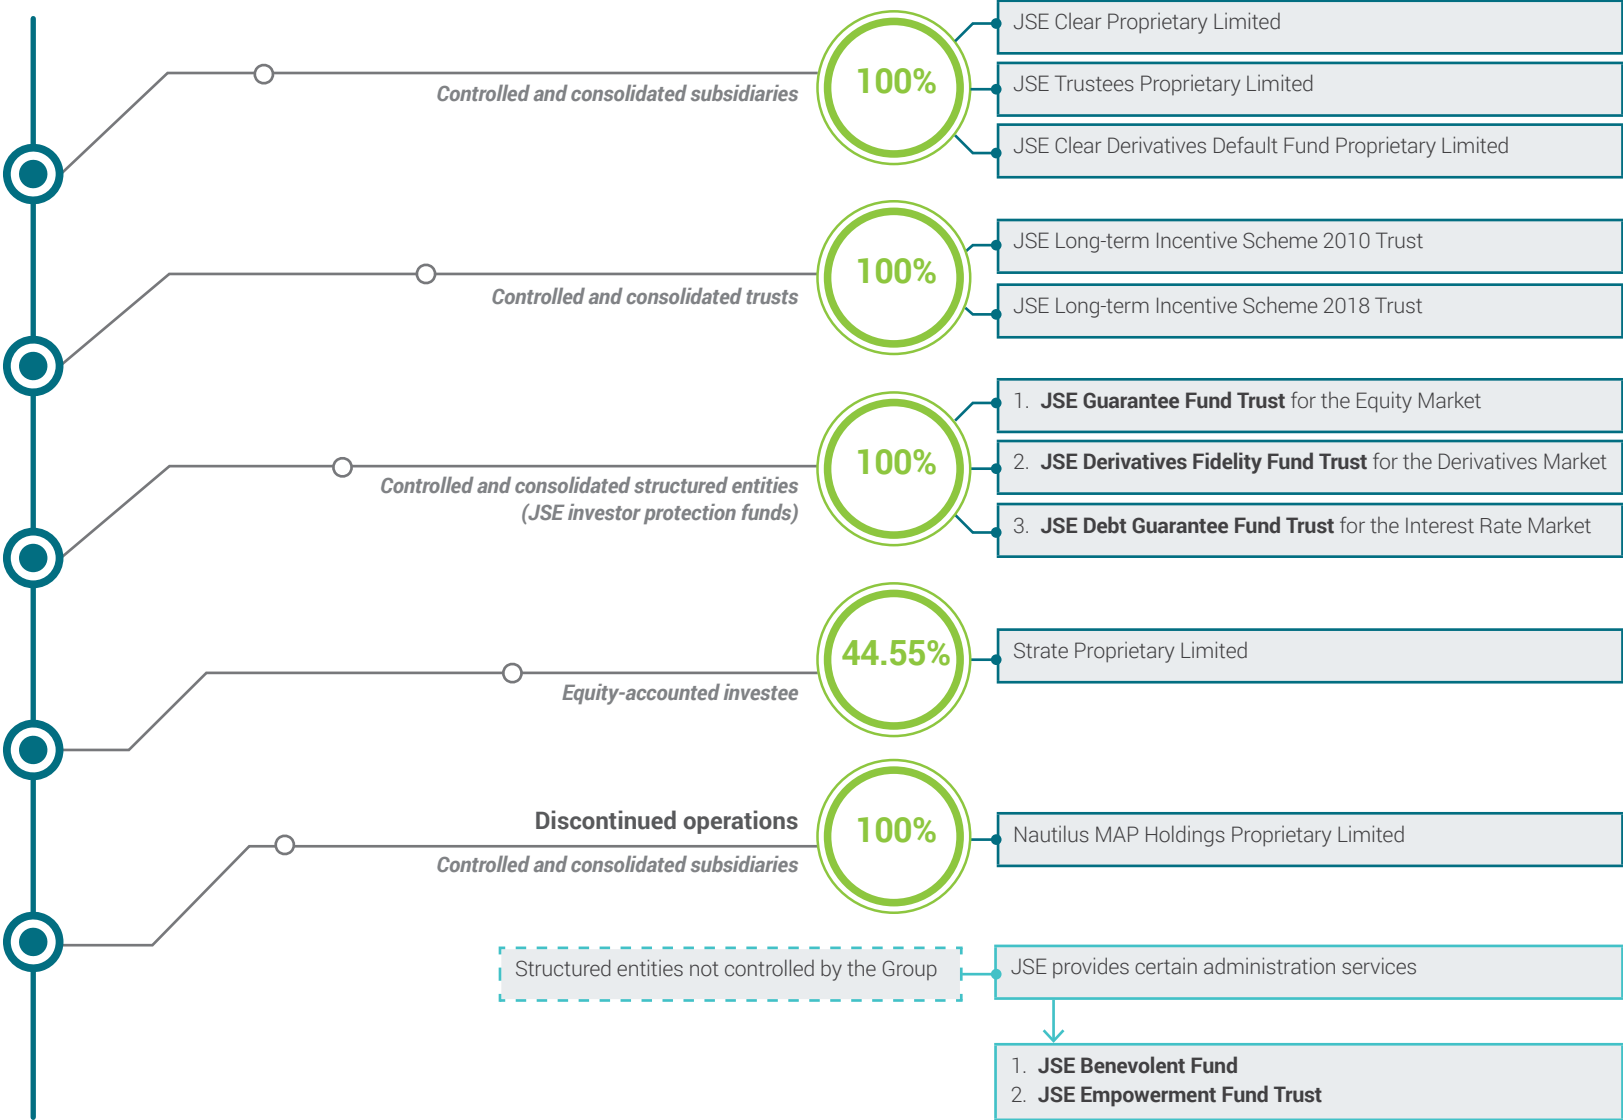 JSE Clear Proprietary Limited
100%
Controlled and consolidated subsidiaries
JSE Trustees Proprietary Limited
JSE Clear Derivatives Default Fund Proprietary Limited
JSE Long-term Incentive Scheme 2010 Trust
100%
Controlled and consolidated trusts
JSE Long-term Incentive Scheme 2018 Trust
1. JSE Guarantee Fund Trust for the Equity Market
100%
2. JSE Derivatives Fidelity Fund Trust for the Derivatives Market
Controlled and consolidated structured entities
(JSE investor protection funds)
3. JSE Debt Guarantee Fund Trust for the Interest Rate Market
44.55%
Strate Proprietary Limited
Equity-accounted investee
Discontinued operations
100%
Nautilus MAP Holdings Proprietary Limited
Controlled and consolidated subsidiaries
Structured entities not controlled by the Group
JSE provides certain administration services
1. JSE Benevolent Fund
2. JSE Empowerment Fund Trust